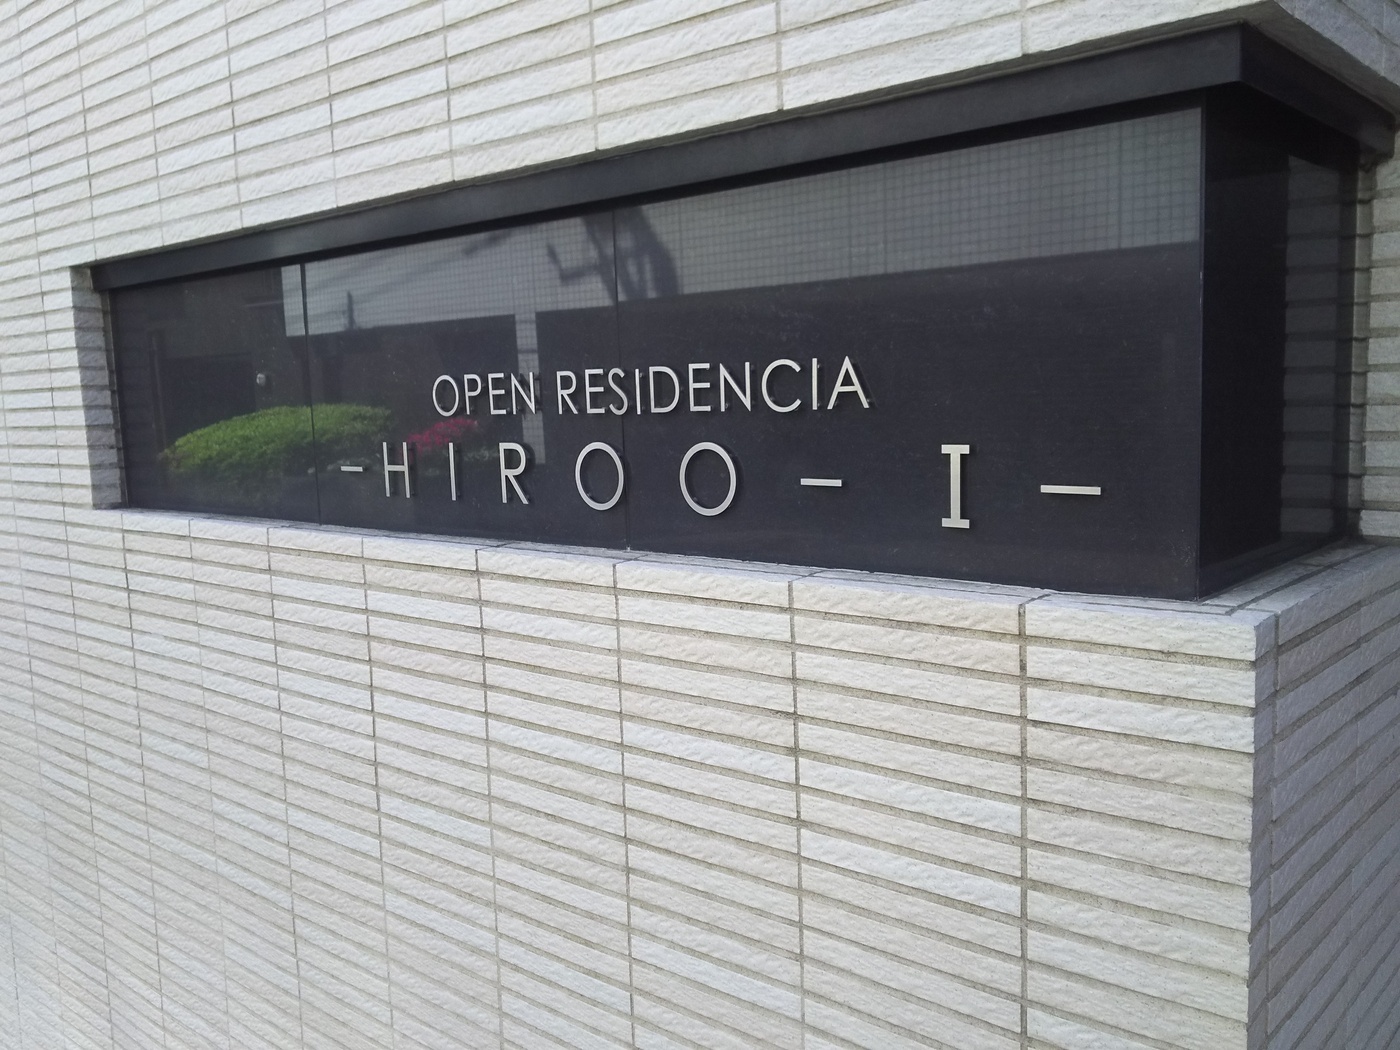 OPEN RESIDENCIA
-HIROO- I-